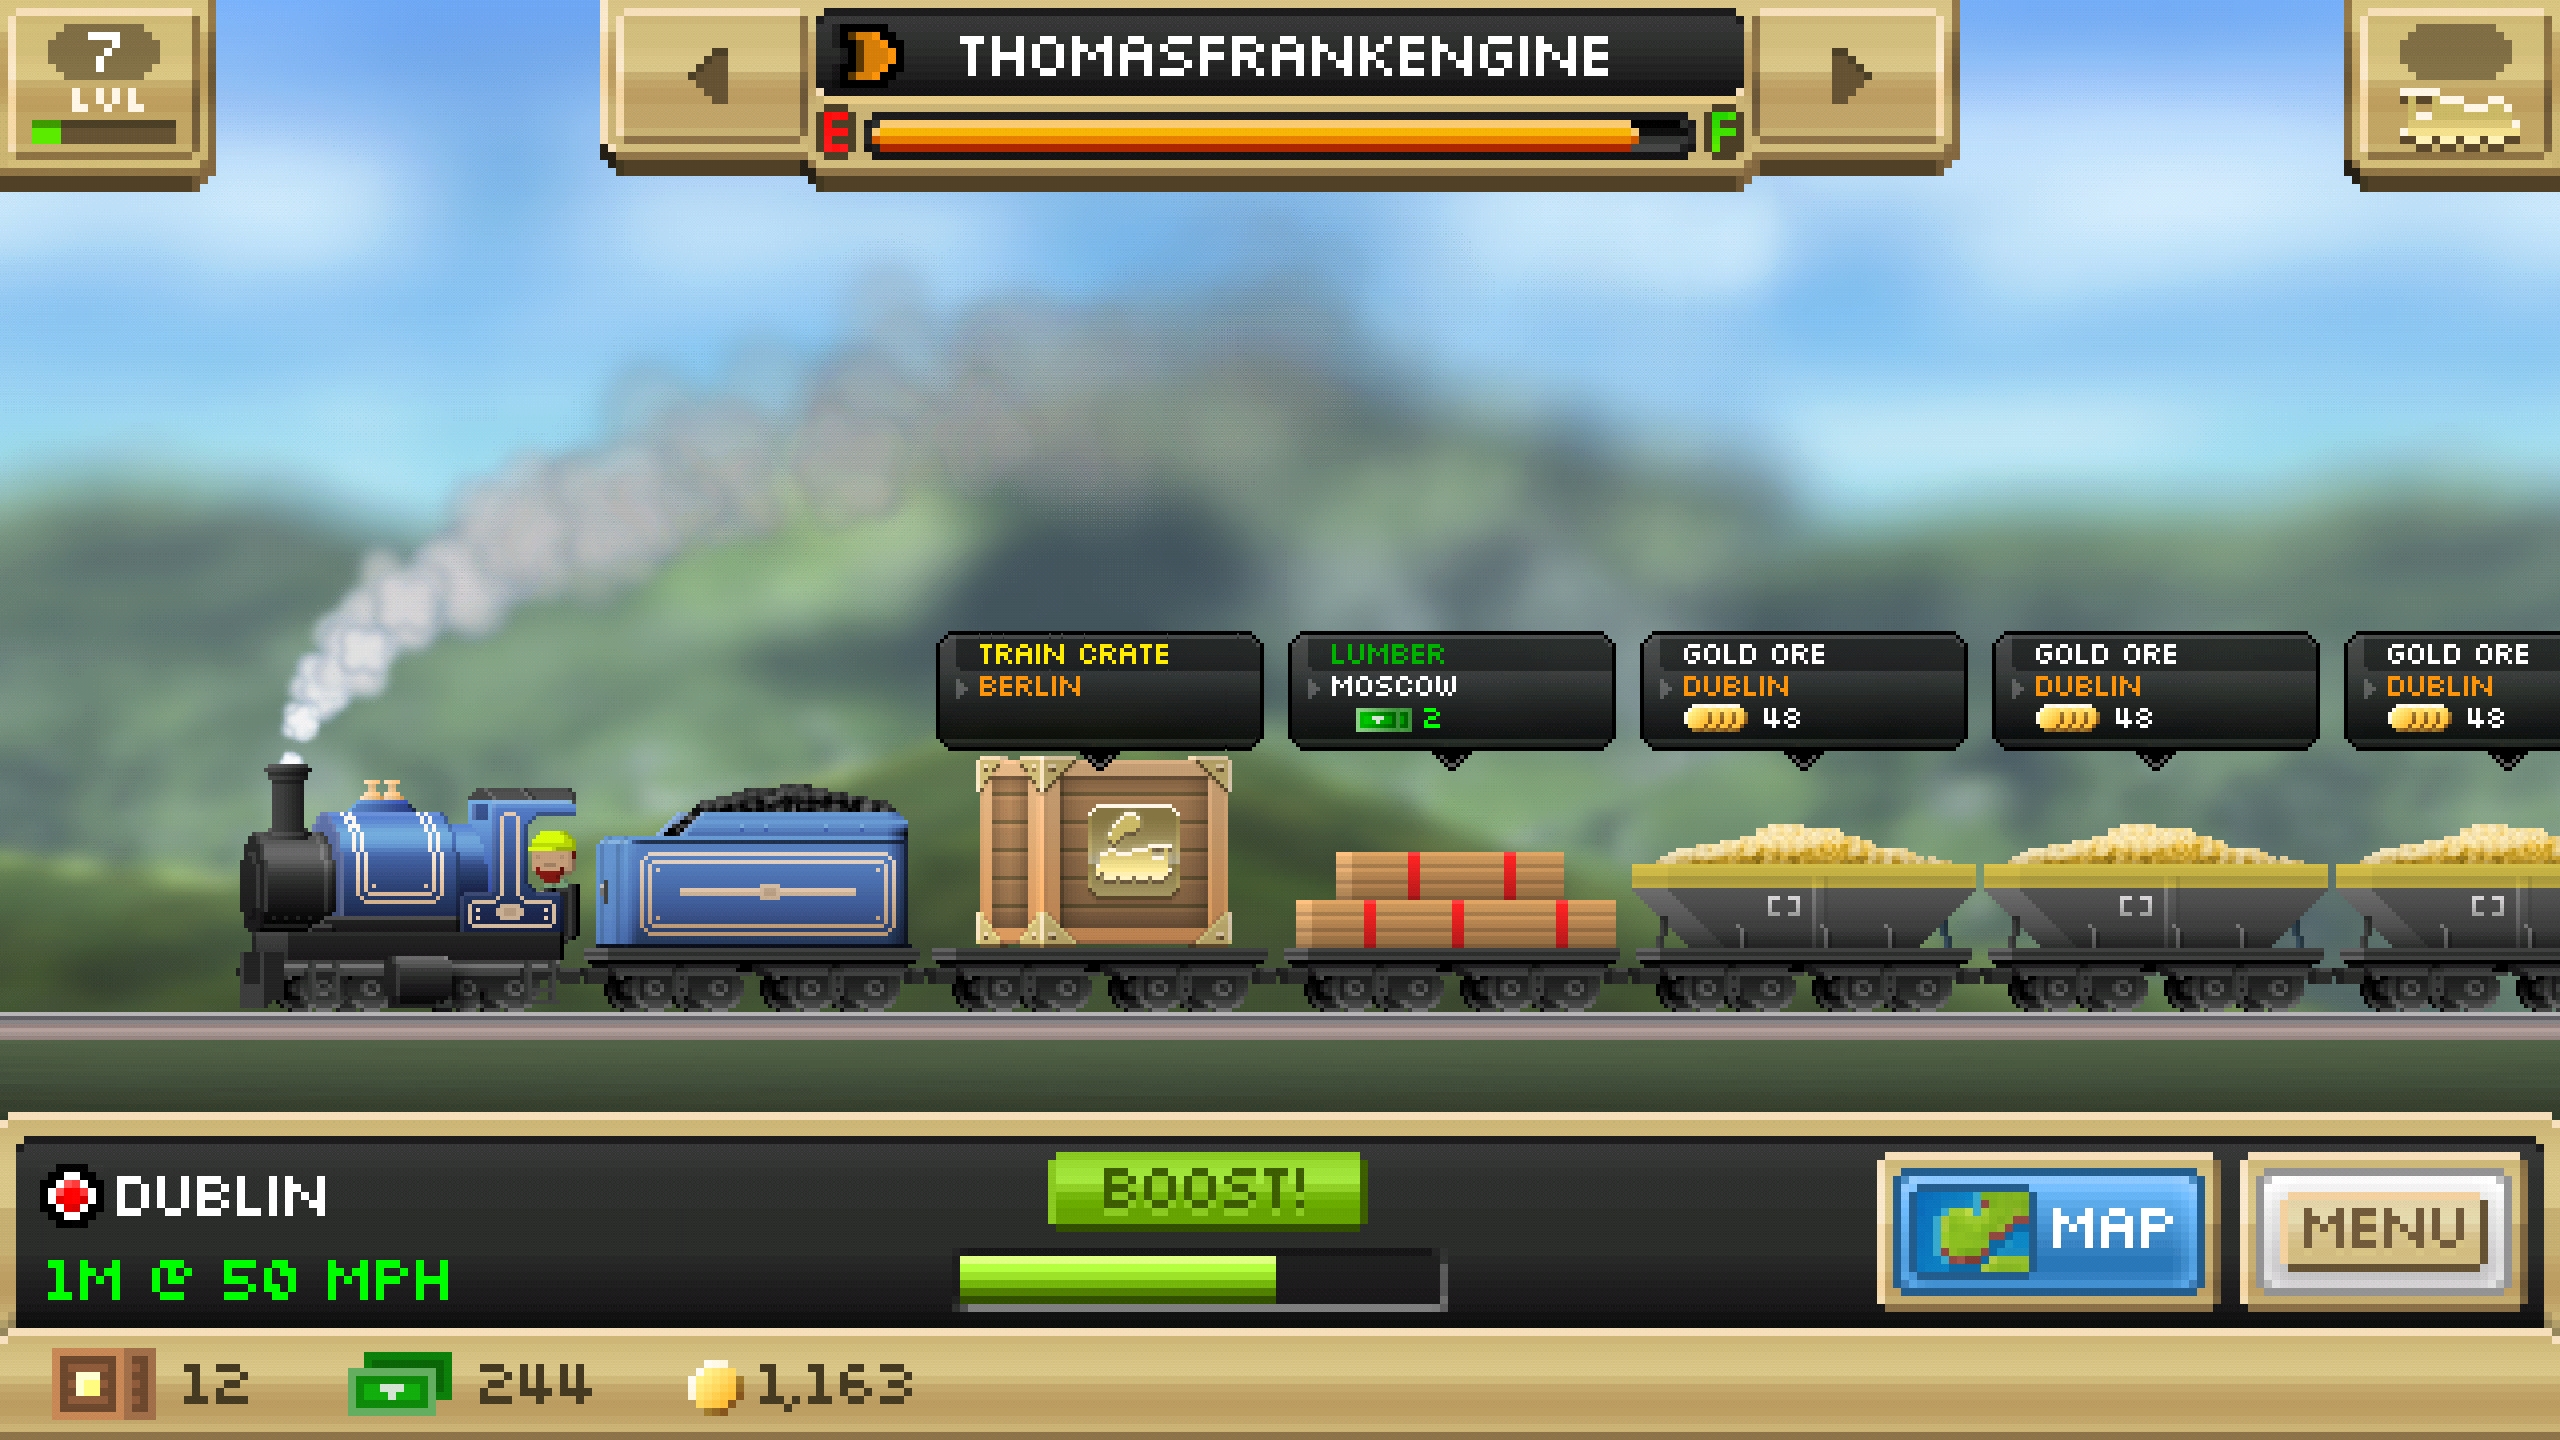 7
LVL
THOMASFRANKENGINE
E F
TRAIN CRATE
BERLIN
LUMBER
MOSCOW
2
GOLD ORE
DUBLIN
48
GOLD ORE
DUBLIN
48
GOLD ORE
DUBLIN
48
DUBLIN
1M @ 50 MPH
BOOST!
MAP
MENU
12
244
1,163